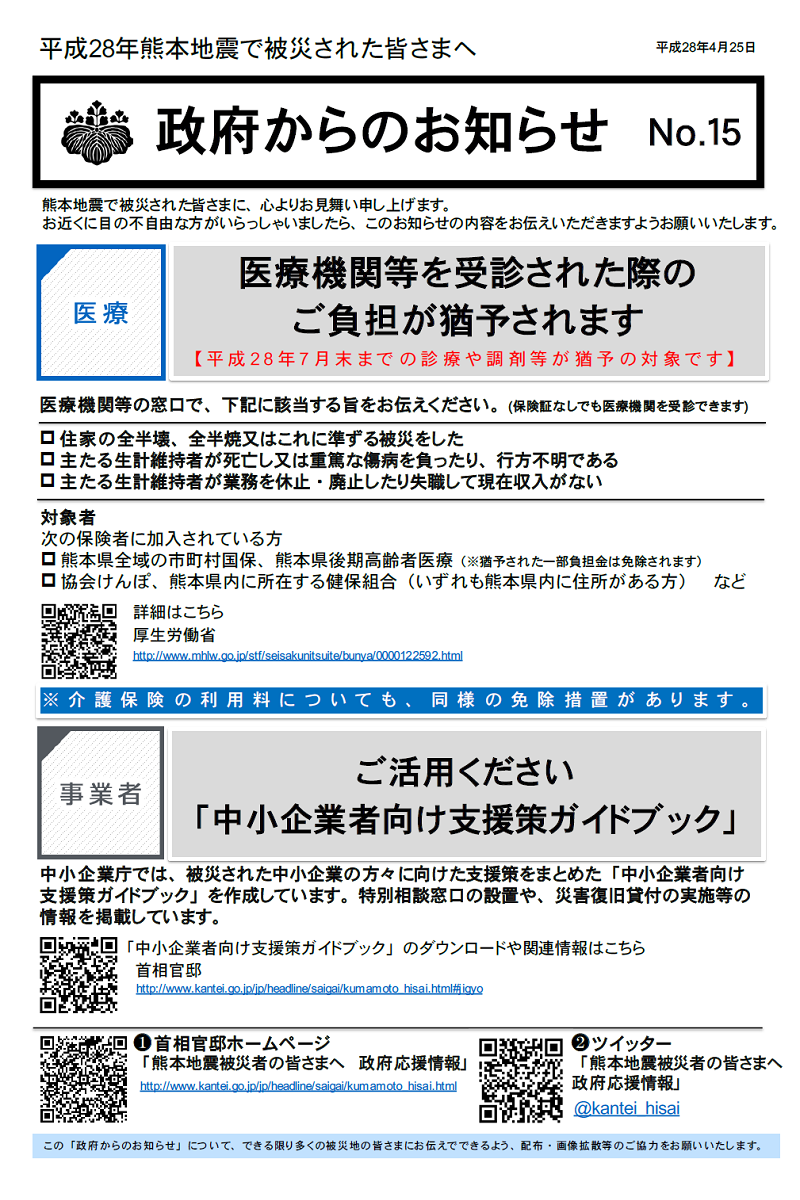 平成28年熊本地震で被災された皆さまへ
平成28年4月25日
政府からのお知らせ No.15
熊本地震で被災された皆さまに、心よりお見舞い申し上げます。
お近くに目の不自由な方がいらっしゃいましたら、このお知らせの内容をお伝えいただきますようお願いいたします。
医療
医療機関等を受診された際の
ご負担が猶予されます
【平成28年7月末までの診療や調剤等が猶予の対象です】
医療機関等の窓口で、下記に該当する旨をお伝えください。(保険証なしでも医療機関を受診できます)
□ 住家の全半壊、全半焼又はこれに準ずる被災をした
□ 主たる生計維持者が死亡し又は重篤な傷病を負ったり、行方不明である
□ 主たる生計維持者が業務を休止・廃止したり失職して現在収入がない
対象者
次の保険者に加入されている方
□ 熊本県全域の市町村国保、熊本県後期高齢者医療（※猶予された一部負担金は免除されます）
□ 協会けんぽ、熊本県内に所在する健保組合（いずれも熊本県内に住所がある方） など
詳細はこちら
厚生労働省
http://www.mhlw.go.jp/stf/seisakunitsuite/bunya/0000122592.html
※介護保険の利用料についても、同様の免除措置があります。
事業者
ご活用ください
「中小企業者向け支援策ガイドブック」
中小企業庁では、被災された中小企業の方々に向けた支援策をまとめた「中小企業者向け
支援策ガイドブック」を作成しています。特別相談窓口の設置や、災害復旧貸付の実施等の
情報を掲載しています。
「中小企業者向け支援策ガイドブック」のダウンロードや関連情報はこちら
首相官邸
http://www.kantei.go.jp/jp/headline/saigai/kumamoto_hisai.html#jigyo
❶首相官邸ホームページ
「熊本地震被災者の皆さまへ 政府応援情報」
http://www.kantei.go.jp/jp/headline/saigai/kumamoto_hisai.html
❷ツイッター
「熊本地震被災者の皆さまへ
政府応援情報」
@kantei_hisai
この「政府からのお知らせ」について、できる限り多くの被災地の皆さまにお伝えでできるよう、配布・画像拡散等のご協力をお願いいたします。